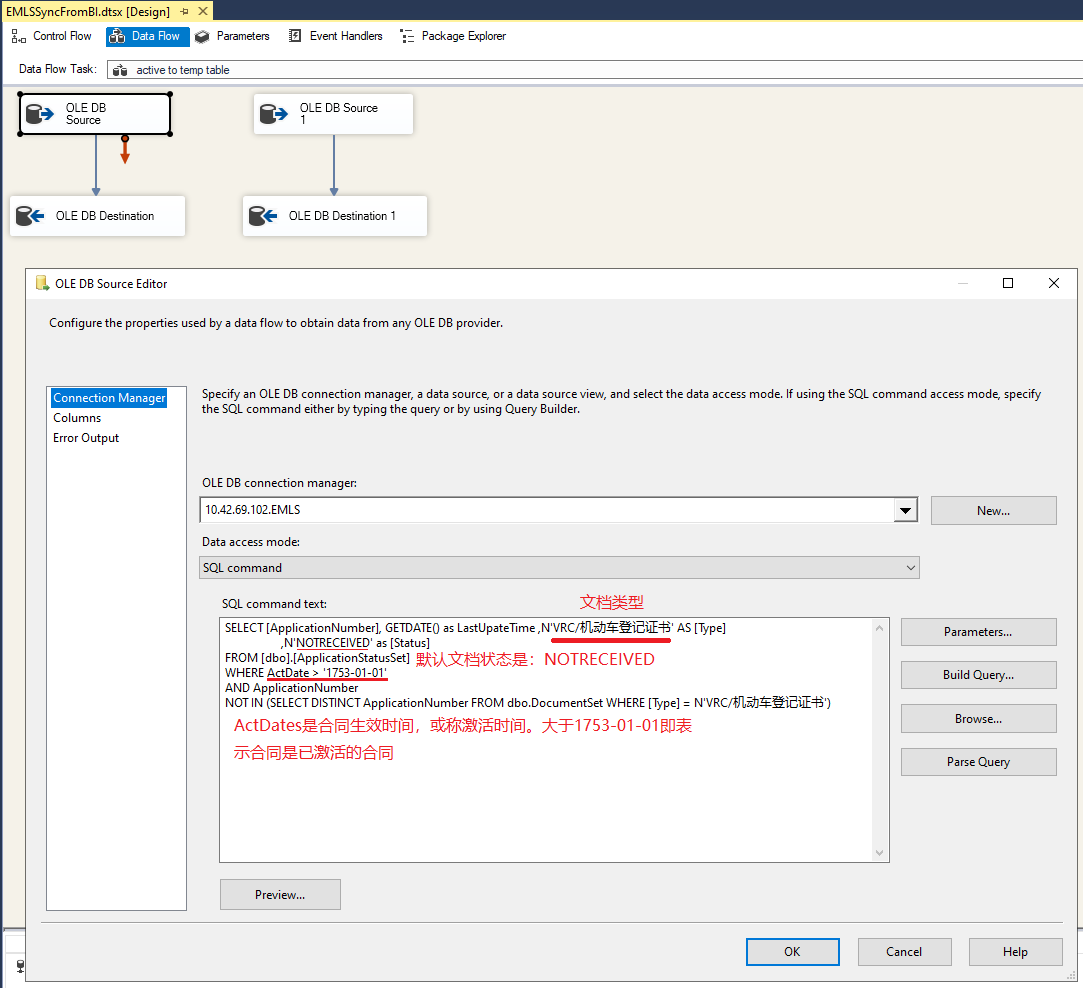 EMLSSyncFromBI.dtsx [Design]
Control Flow Data Flow Parameters Event Handlers Package Explorer
Data Flow Task: active to temp table
OLE DB
Source
OLE DB Source
1
OLE DB Destination
OLE DB Destination 1
OLE DB Source Editor
Configure the properties used by a data flow to obtain data from any OLE DB provider.
Connection Manager
Columns
Error Output
Specify an OLE DB connection manager, a data source, or a data source view, and select the data access mode. If using the SQL command access mode, specify
the SQL command either by typing the query or by using Query Builder.
OLE DB connection manager:
10.42.69.102.EMLS
New...
Data access mode:
SQL command
SQL command text:
文档类型
SELECT [ApplicationNumber], GETDATE() as LastUpateTime ,N'VRC/机动车登记证书' AS [Type]
,N'NOTRECEIVED' as [Status]
FROM [dbo].[ApplicationStatusSet]
默认文档状态是：NOTRECEIVED
WHERE ActDate > '1753-01-01'
AND ApplicationNumber
NOT IN (SELECT DISTINCT ApplicationNumber FROM dbo.DocumentSet WHERE [Type] = N'VRC/机动车登记证书')
ActDates是合同生效时间，或称激活时间。大于1753-01-01即表
示合同是已激活的合同
Parameters...
Build Query...
Browse...
Parse Query
Preview...
OK
Cancel
Help